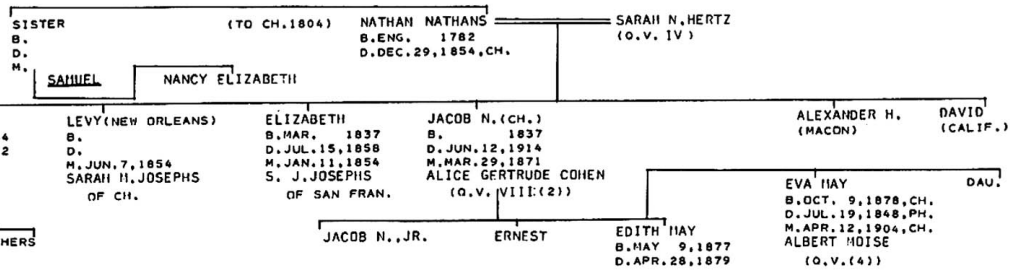 SISTER (TO CH.1804) NATHAN NATHANS SARAH N.HERTZ
B. B.ENG. 1782 (Q.V. IV)
D. D.DEC.29,1854,CH.
M.
SAMUEL NANCY ELIZABETH
LEVY(NEW ORLEANS) ELIZABETH JACOB N.(CH.) ALEXANDER H. DAVID
4 B. B.MAR. 1837 B. 1837 (MACON) (CALIF.)
2 D. D.JUL.15,1858 D.JUN.12,1914
M.JUN.7,1854 M.JAN.11,1854 M.MAR.29,1871
SARAH M.JOSEPHS S. J.JOSEPHS ALICE GERTRUDE COHEN
OF CH. OF SAN FRAN. (Q.V. VIII:(2))
EVA MAY DAU.
B.OCT. 9,1878,CH.
D.JUL.19,1848,PH.
M.APR.12,1904,CH.
ALBERT MOISE
(Q.V.(4))
HERS JACOB N.,JR. ERNEST EDITH MAY
B.MAY 9,1877
D.APR.28,1879